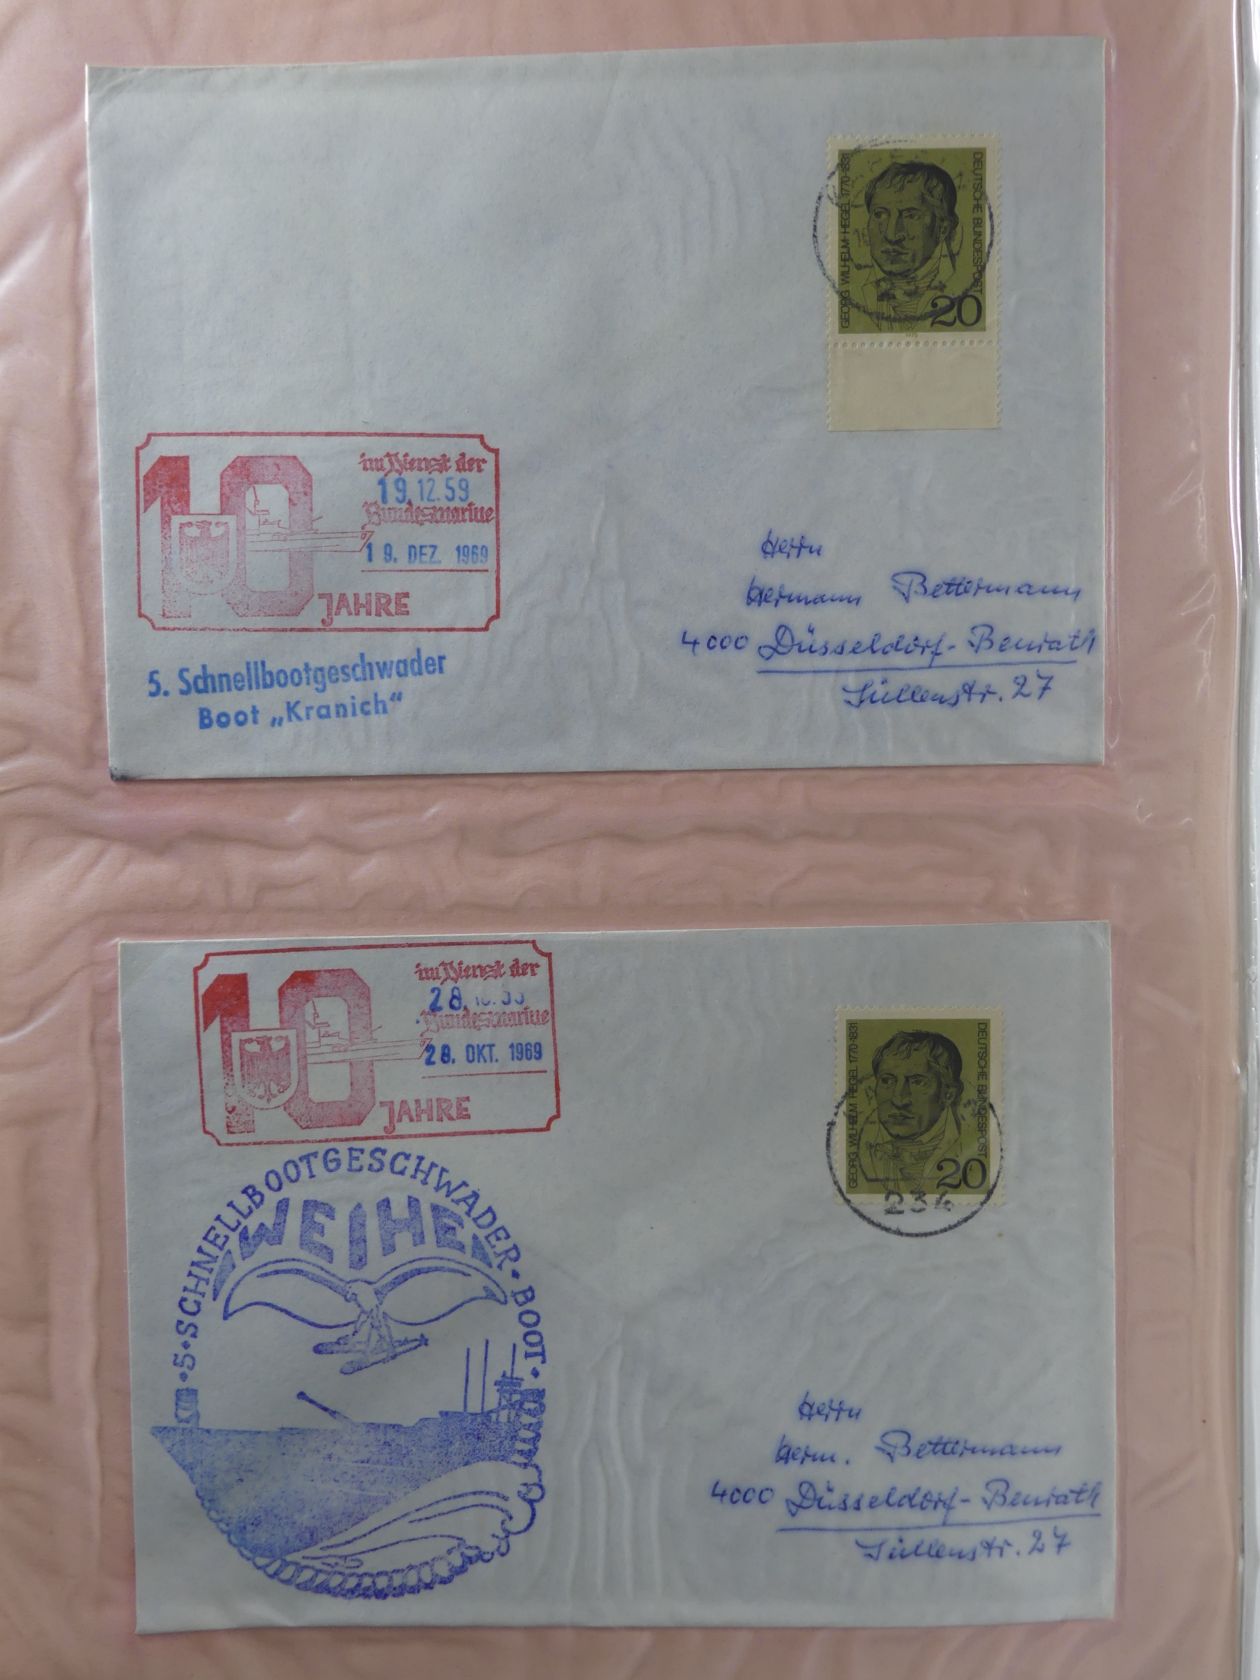 GEORG WILHELM HEGEL 1770-1831
DEUTSCHE BUNDESPOST
20
10 JAHRE
im Dienst der
19.12.59
Bundesmarine
19. DEZ. 1969
5. Schnellbootgeschwader
Boot „Kranich“
Herrn
Hermann Bettermann
4000 Düsseldorf-Benrath
Süllenstr. 27
10 JAHRE
im Dienst der
28.
Bundesmarine
28. OKT. 1969
5. SCHNELLBOOTGESCHWADER · BOOT ·
WEIHE
GEORG WILHELM HEGEL 1770-1831
DEUTSCHE BUNDESPOST
20
234
Herrn
Herm. Bettermann
4000 Düsseldorf-Benrath
Süllenstr. 27